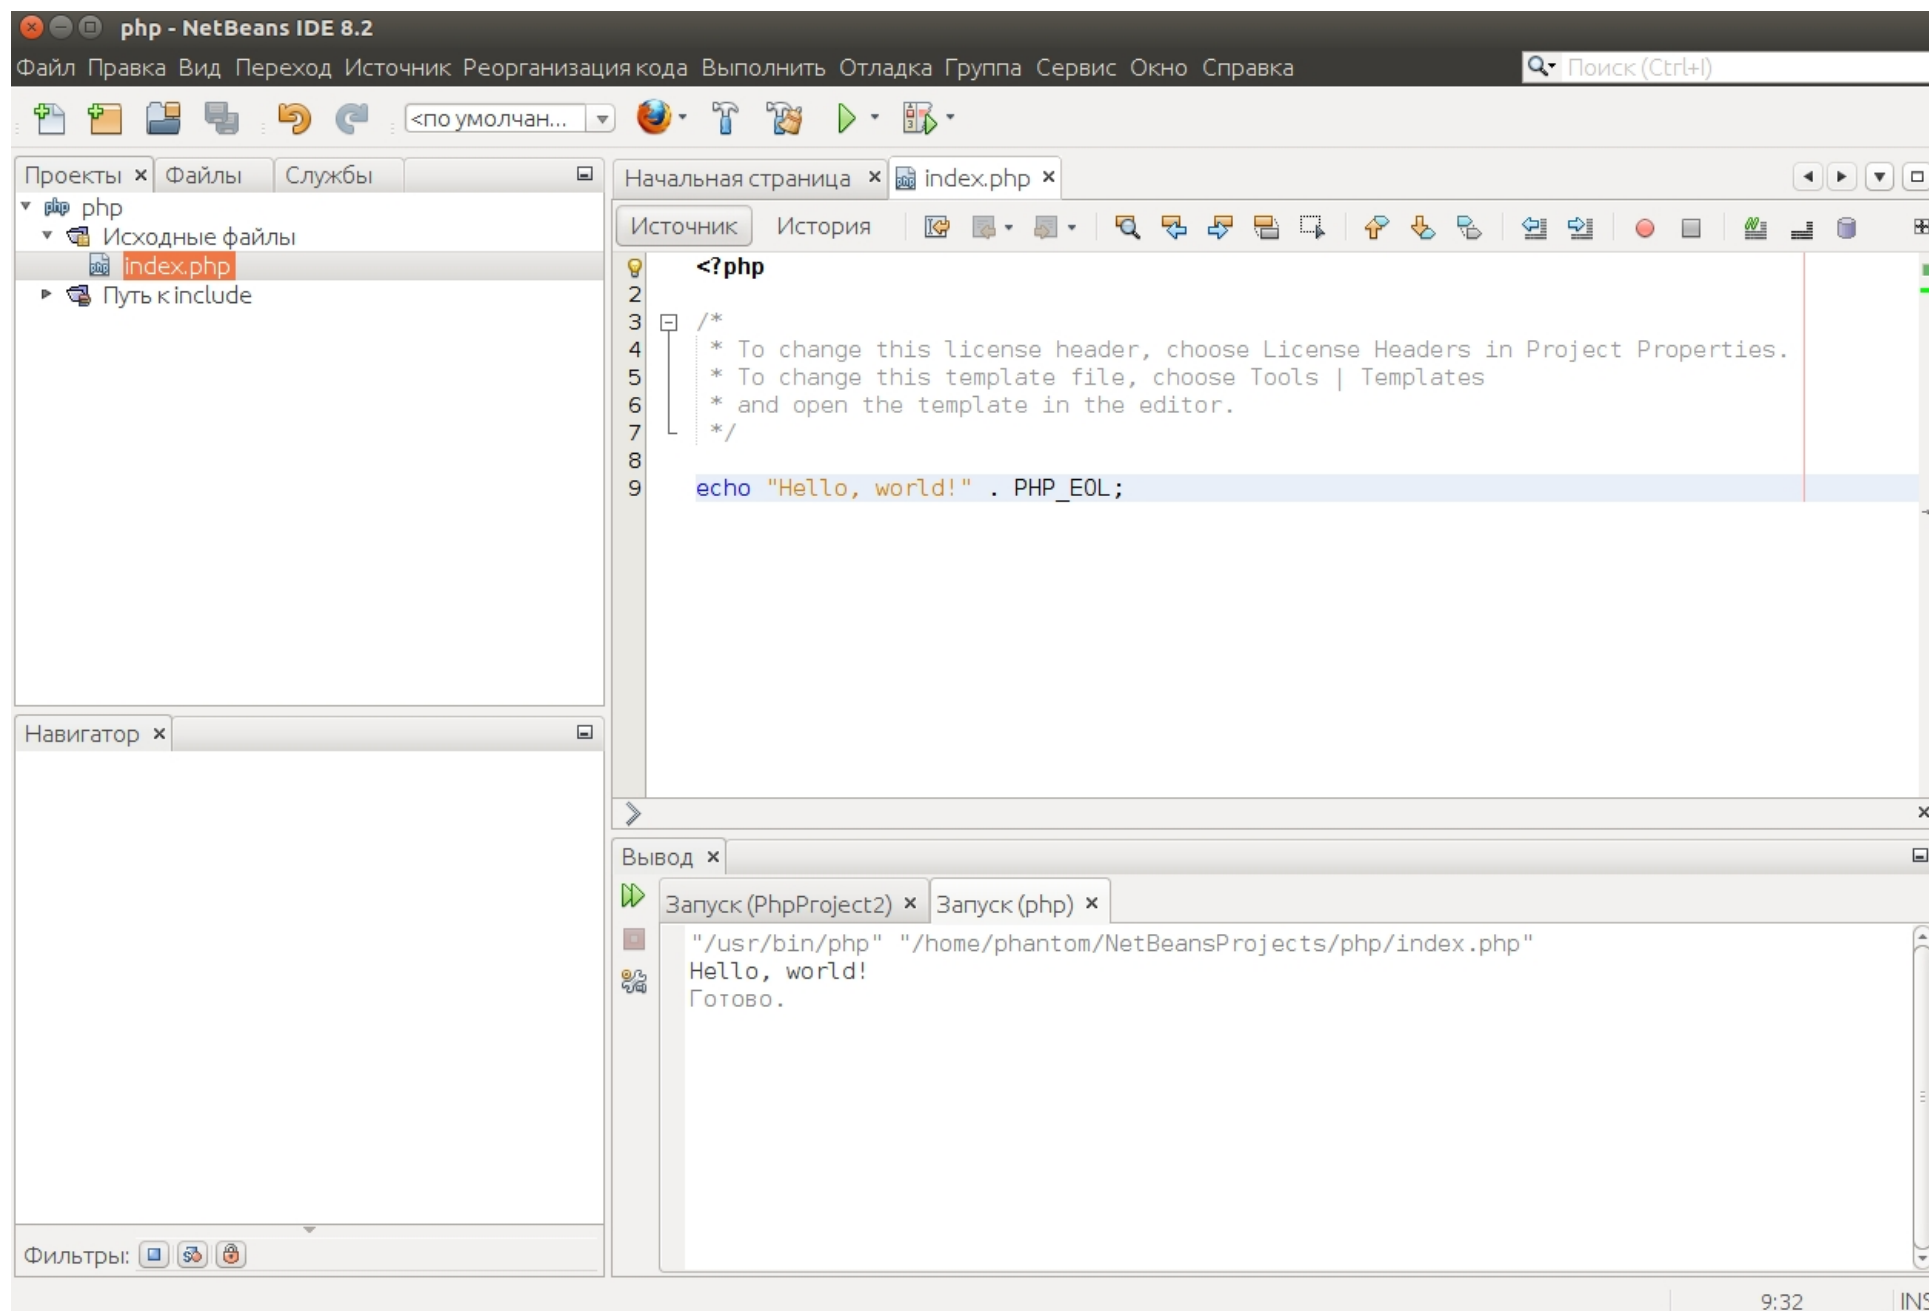 php - NetBeans IDE 8.2
Файл Правка Вид Переход Источник Реорганизация кода Выполнить Отладка Группа Сервис Окно Справка Поиск (Ctrl+I)
<по умолчан...
Проекты Файлы Службы
php
Исходные файлы
index.php
Путь к include
Начальная страница index.php
Источник История
<?php
2
3 /*
4 * To change this license header, choose License Headers in Project Properties.
5 * To change this template file, choose Tools | Templates
6 * and open the template in the editor.
7 */
8
9 echo "Hello, world!" . PHP_EOL;
Навигатор
Фильтры:
Вывод
Запуск (PhpProject2) Запуск (php)
"/usr/bin/php" "/home/phantom/NetBeansProjects/php/index.php"
Hello, world!
Готово.
9:32 INS